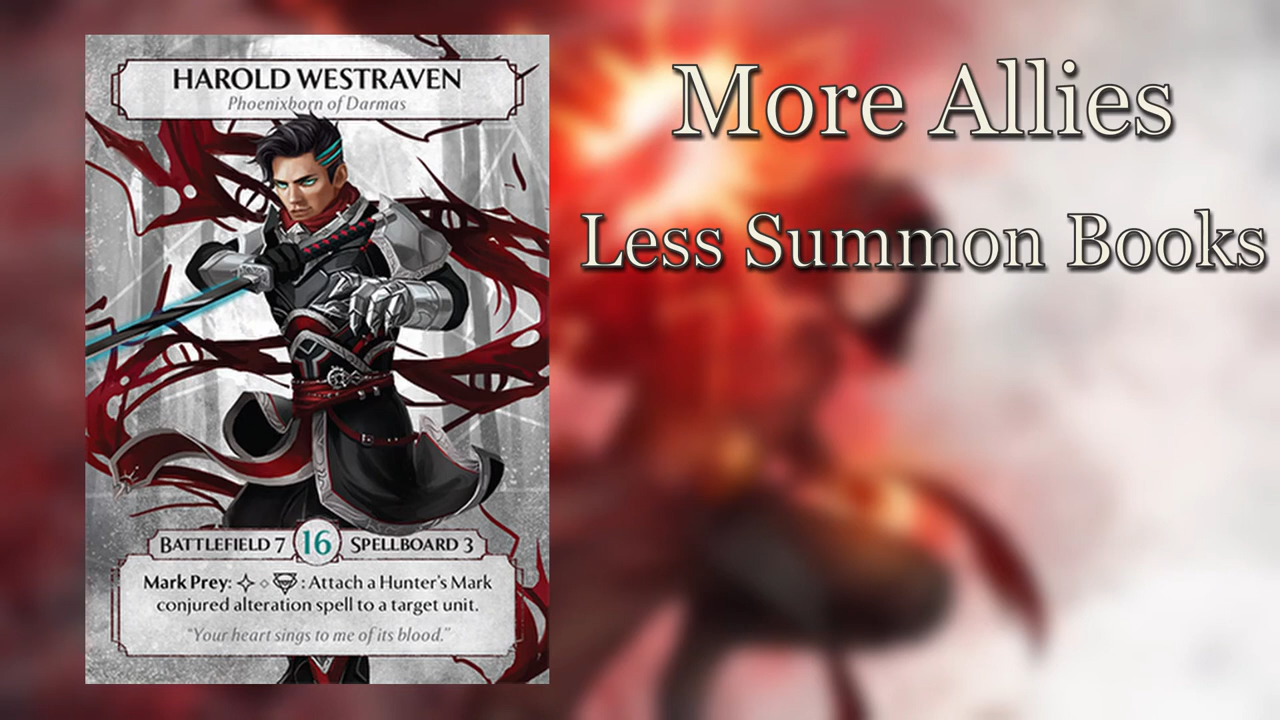 HAROLD WESTRAVEN
Phoenixborn of Darmas
BATTLEFIELD 7 16 SPELLBOARD 3
Mark Prey: : Attach a Hunter's Mark
conjured alteration spell to a target unit.
"Your heart sings to me of its blood."
More Allies
Less Summon Books